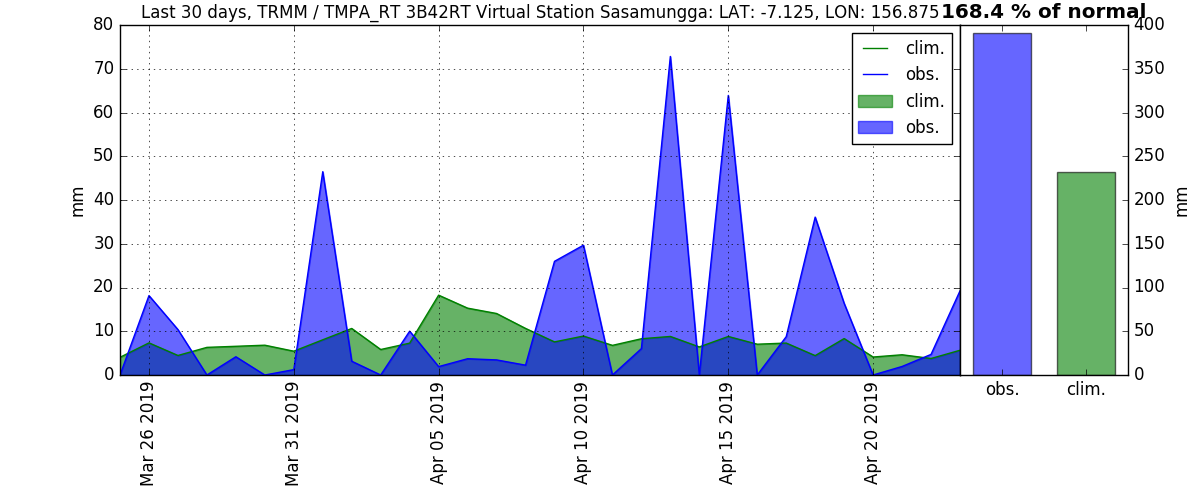 Last 30 days, TRMM / TMPA_RT 3B42RT Virtual Station Sasamungga: LAT: -7.125, LON: 156.875
168.4 % of normal
80
70
60
50
40
30
20
10
0
mm
clim.
obs.
clim.
obs.
Mar 26 2019
Mar 31 2019
Apr 05 2019
Apr 10 2019
Apr 15 2019
Apr 20 2019
400
350
300
250
200
150
100
50
0
mm
obs.
clim.